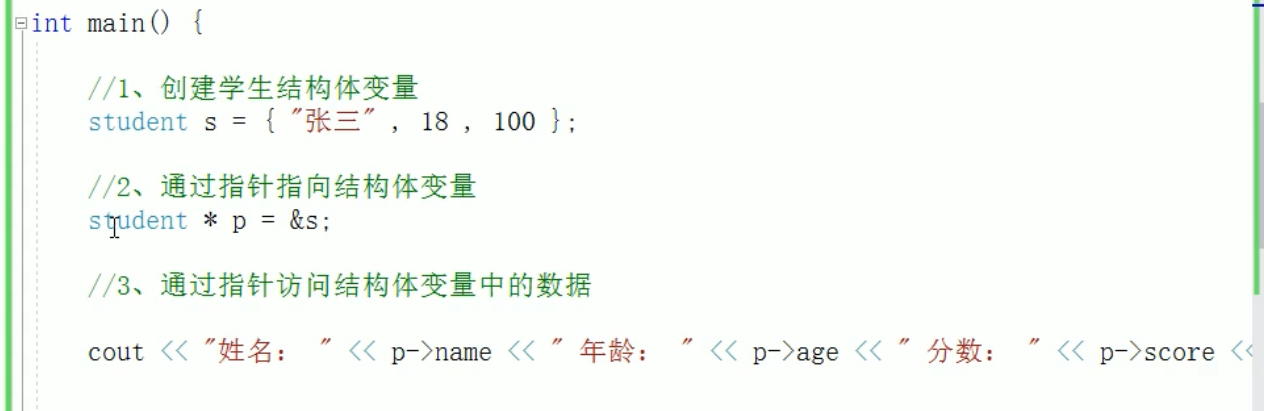 int main() {
//1、创建学生结构体变量
student s = { "张三" , 18 , 100 };
//2、通过指针指向结构体变量
student * p = &s;
//3、通过指针访问结构体变量中的数据
cout << "姓名： " << p->name << " 年龄： " << p->age << " 分数： " << p->score <<